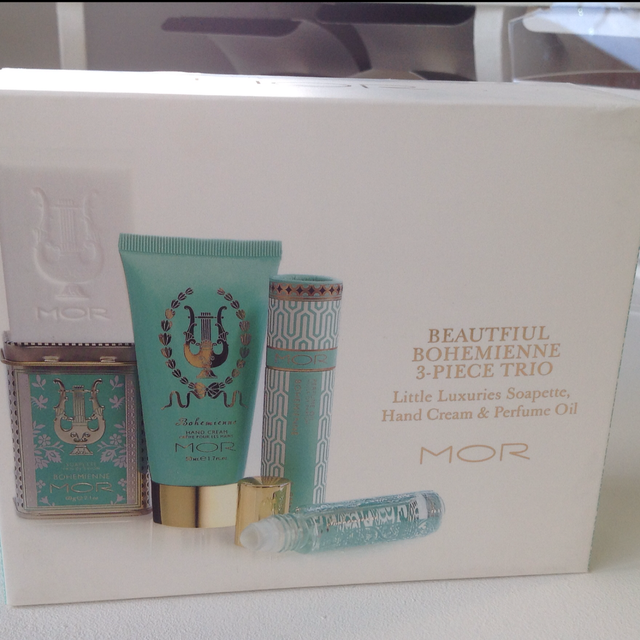 MOR
BOHEMIENNE
MOR
Bohemienne
HAND CREAM
MOR
MOR
BEAUTFIUL
BOHEMIENNE
3-PIECE TRIO
Little Luxuries Soapette,
Hand Cream & Perfume Oil
MOR